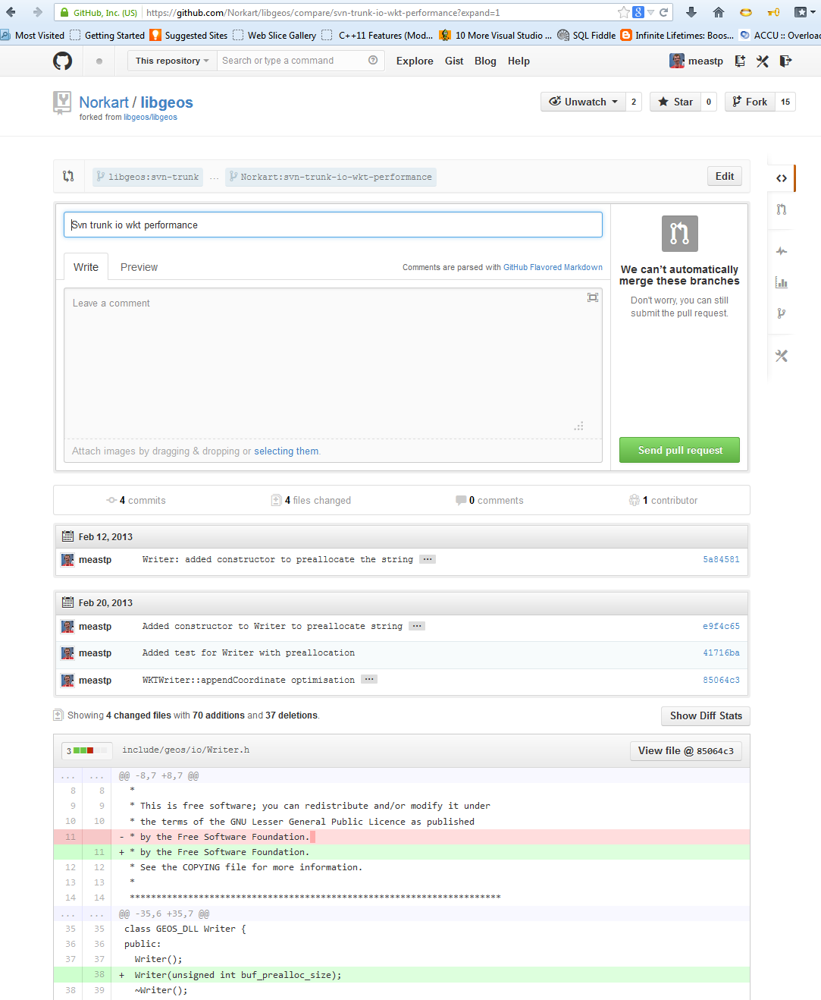 GitHub, Inc. (US) https://github.com/Norkart/libgeos/compare/svn-trunk-io-wkt-performance?expand=1
Most Visited Getting Started Suggested Sites Web Slice Gallery C++11 Features (Mod... 10 More Visual Studio ... SQL Fiddle Infinite Lifetimes: Boos... ACCU :: Overloa
This repository Search or type a command Explore Gist Blog Help meastp
Norkart / libgeos Unwatch 2 Star 0 Fork 15
forked from libgeos/libgeos
libgeos:svn-trunk ... Norkart:svn-trunk-io-wkt-performance Edit
Svn trunk io wkt performance
Write Preview Comments are parsed with GitHub Flavored Markdown
Leave a comment
Attach images by dragging & dropping or selecting them.
We can't automatically
merge these branches
Don't worry, you can still
submit the pull request.
Send pull request
4 commits 4 files changed 0 comments 1 contributor
Feb 12, 2013
meastp Writer: added constructor to preallocate the string ... 5a84581
Feb 20, 2013
meastp Added constructor to Writer to preallocate string ... e9f4c65
meastp Added test for Writer with preallocation 41716ba
meastp WKTWriter::appendCoordinate optimisation ... 85064c3
Showing 4 changed files with 70 additions and 37 deletions. Show Diff Stats
3 include/geos/io/Writer.h View file @ 85064c3
... ... @@ -8,7 +8,7 @@
8 8 *
9 9 * This is free software; you can redistribute and/or modify it under
10 10 * the terms of the GNU Lesser General Public Licence as published
11 - * by the Free Software Foundation.
11 + * by the Free Software Foundation.
12 12 * See the COPYING file for more information.
13 13 *
14 14 **********************************************************************
... ... @@ -35,6 +35,7 @@
35 35 class GEOS_DLL Writer {
36 36 public:
37 37 Writer();
38 + Writer(unsigned int buf_prealloc_size);
38 39 ~Writer();